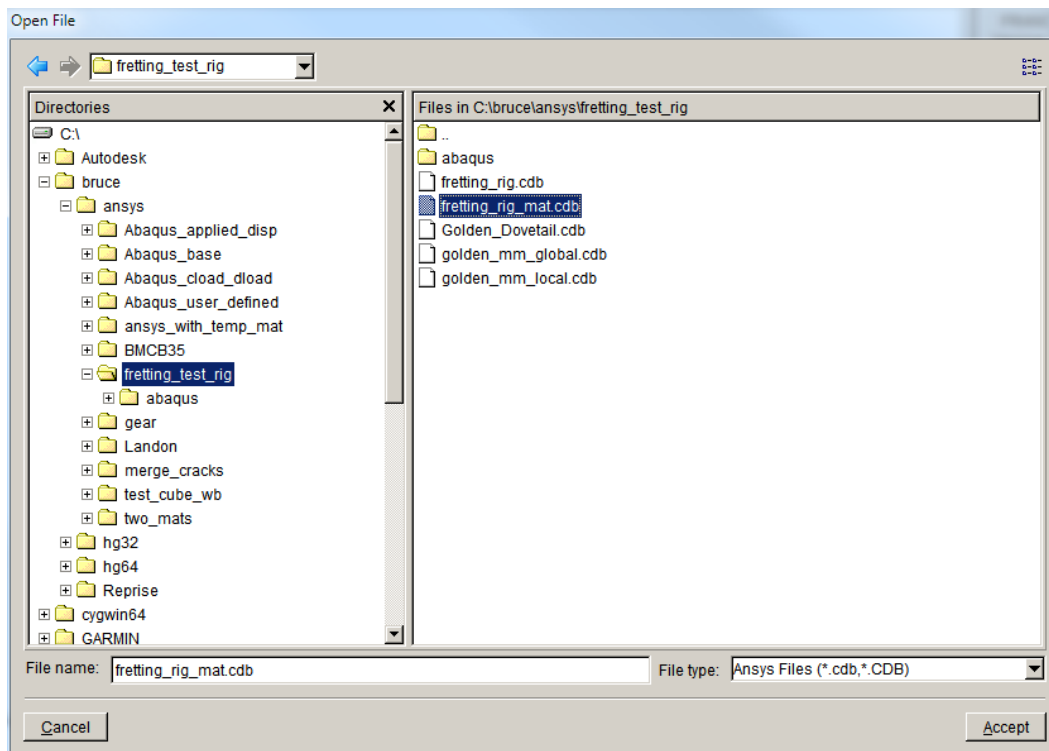 Open File
fretting_test_rig
Directories
C:\
Autodesk
bruce
ansys
Abaqus_applied_disp
Abaqus_base
Abaqus_cload_dload
Abaqus_user_defined
ansys_with_temp_mat
BMCB35
fretting_test_rig
abaqus
gear
Landon
merge_cracks
test_cube_wb
two_mats
hg32
hg64
Reprise
cygwin64
GARMIN
Files in C:\bruce\ansys\fretting_test_rig
..
abaqus
fretting_rig.cdb
fretting_rig_mat.cdb
Golden_Dovetail.cdb
golden_mm_global.cdb
golden_mm_local.cdb
File name: fretting_rig_mat.cdb
File type: Ansys Files (*.cdb,*.CDB)
Cancel
Accept